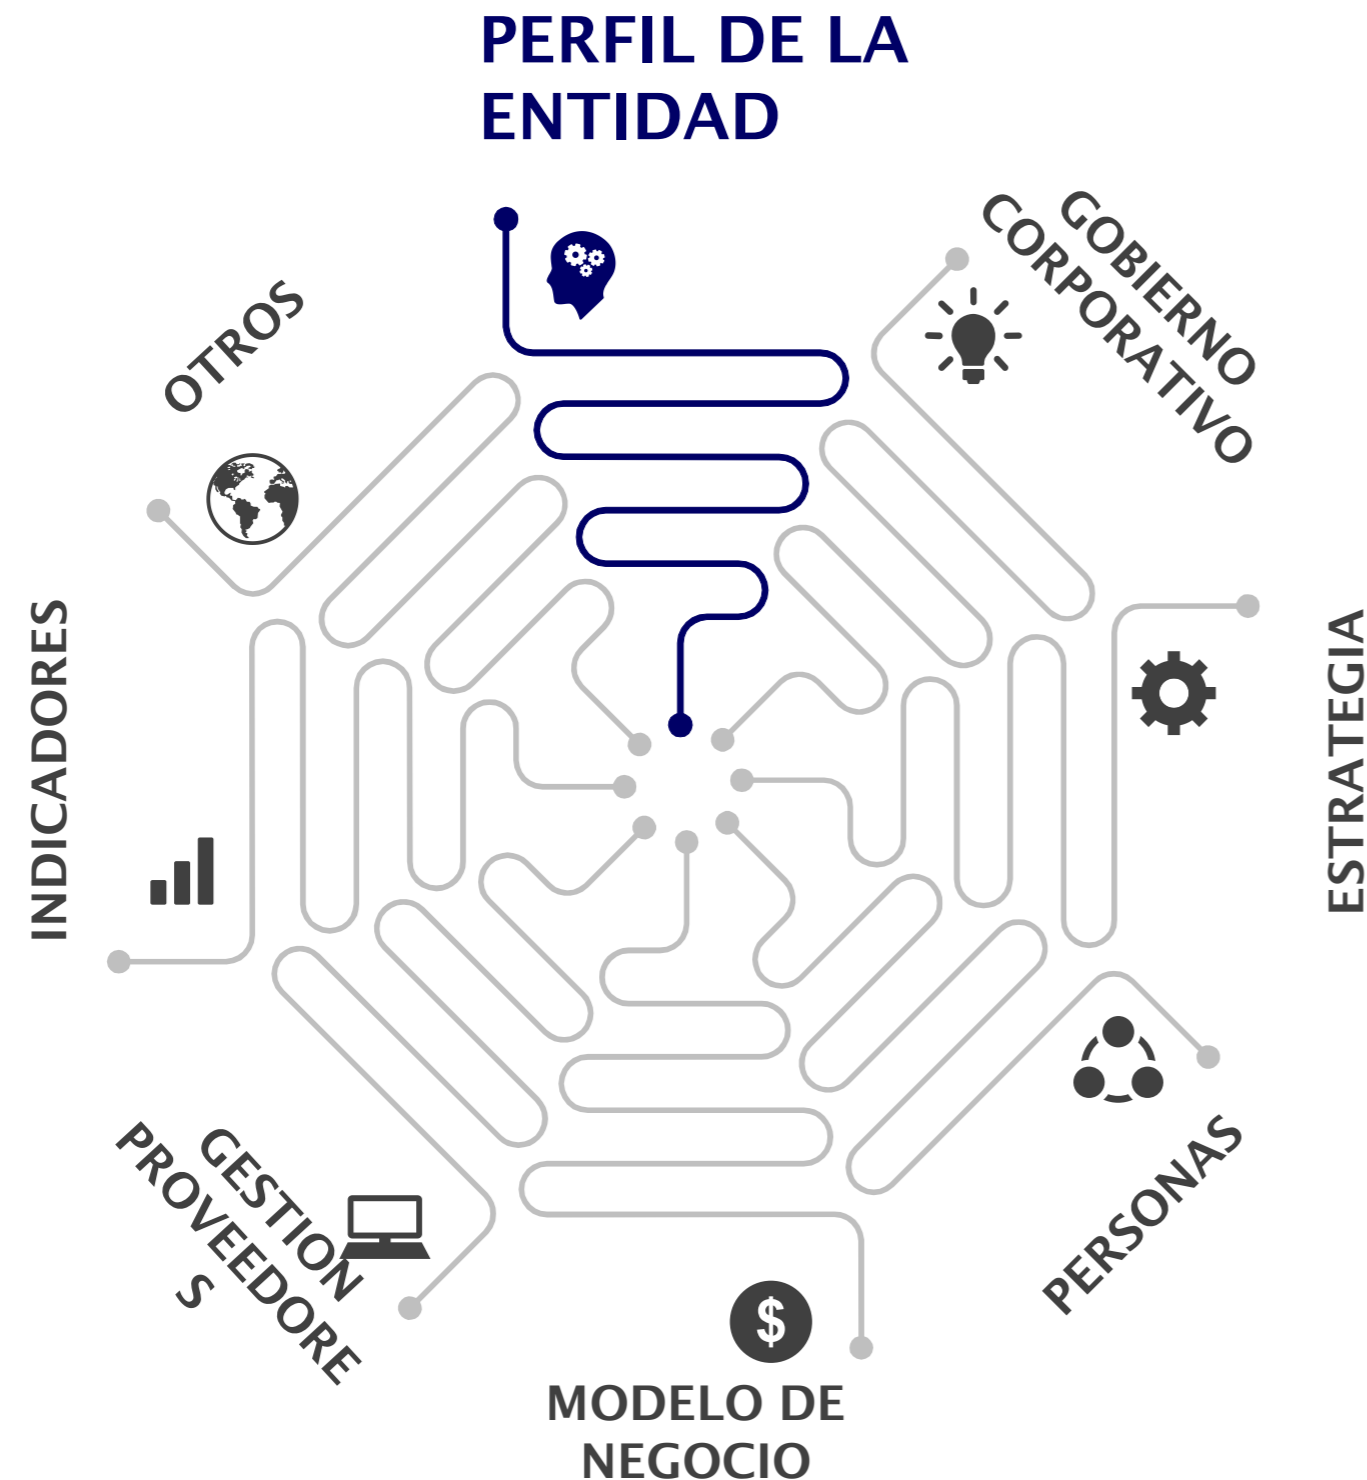 PERFIL DE LA
ENTIDAD
GOBIERNO
CORPORATIVO
ESTRATEGIA
PERSONAS
MODELO DE
NEGOCIO
GESTION
PROVEEDORE
S
INDICADORES
OTROS
$